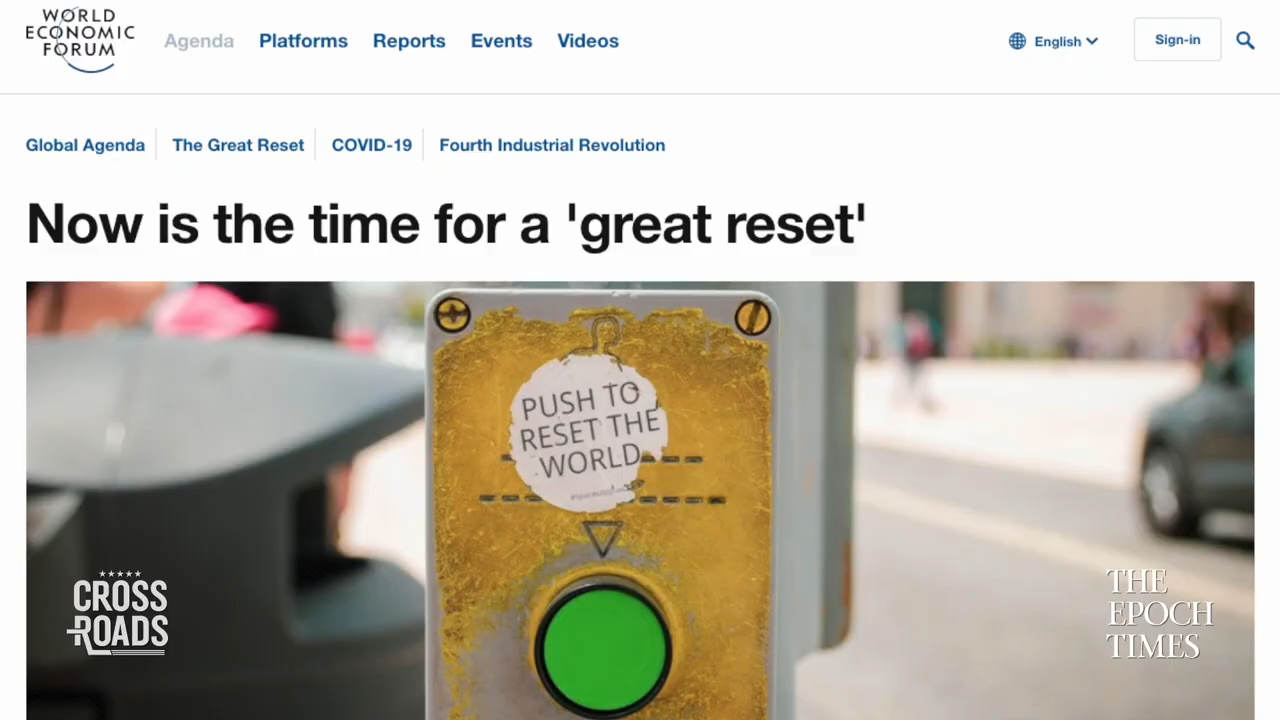 WORLD
ECONOMIC
FORUM
Agenda Platforms Reports Events Videos
English
Sign-in
Global Agenda
The Great Reset
COVID-19
Fourth Industrial Revolution
Now is the time for a 'great reset'
PUSH TO
RESET THE
WORLD
CROSS
ROADS
THE
EPOCH
TIMES